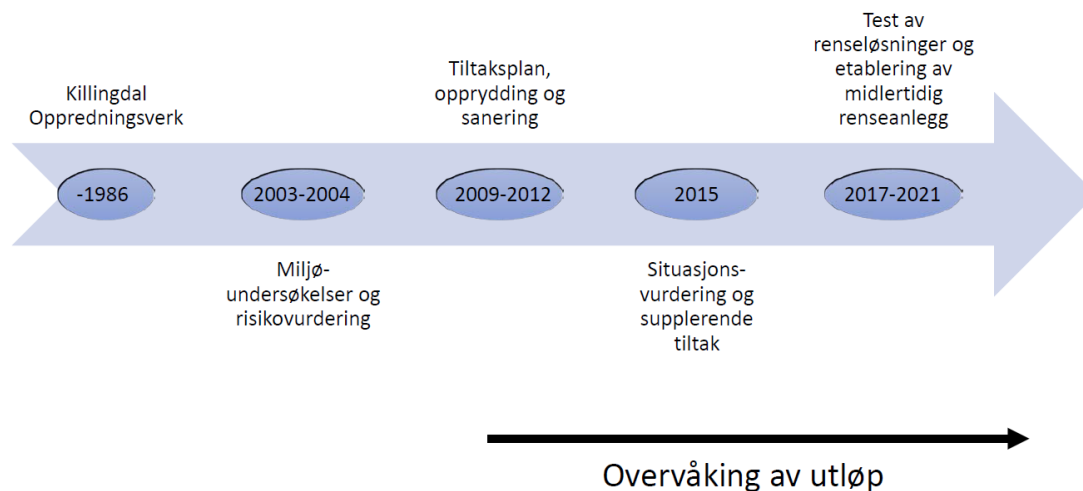 Killingdal
Oppredningsverk
Tiltaksplan,
opprydding og
sanering
Test av
renseløsninger og
etablering av
midlertidig
renseanlegg
-1986
2003-2004
2009-2012
2015
2017-2021
Miljø-
undersøkelser og
risikovurdering
Situasjons-
vurdering og
supplerende
tiltak
Overvåking av utløp